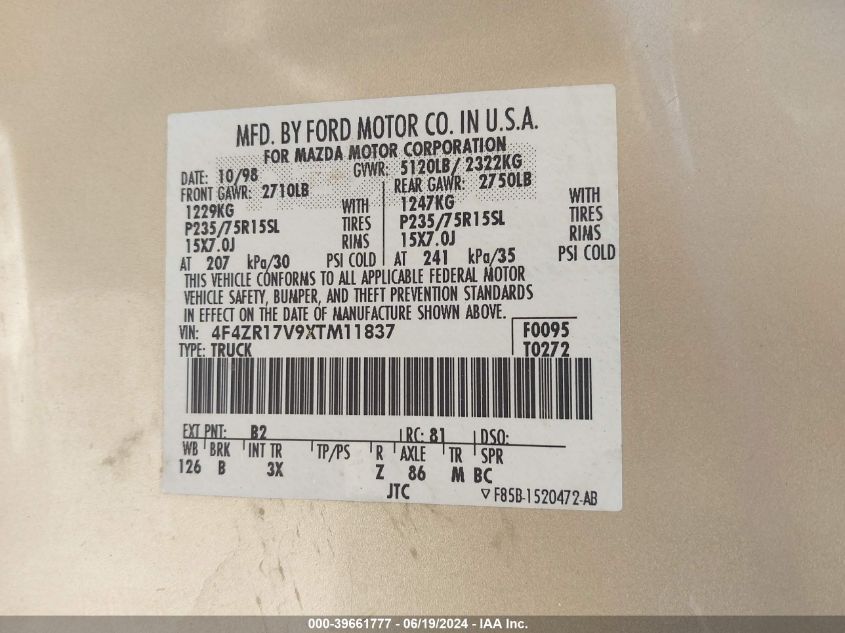 MFD. BY FORD MOTOR CO. IN U.S.A.
FOR MAZDA MOTOR CORPORATION
DATE: 10/98 GVWR: 5120LB/ 2322KG
FRONT GAWR: 2710LB REAR GAWR: 2750LB
1229KG WITH 1247KG WITH
P235/75R15SL TIRES P235/75R15SL TIRES
15X7.0J RIMS 15X7.0J RIMS
AT 207 kPa/30 PSI COLD AT 241 kPa/35 PSI COLD
THIS VEHICLE CONFORMS TO ALL APPLICABLE FEDERAL MOTOR
VEHICLE SAFETY, BUMPER, AND THEFT PREVENTION STANDARDS
IN EFFECT ON THE DATE OF MANUFACTURE SHOWN ABOVE.
VIN: 4F4ZR17V9XTM11837 F0095
TYPE: TRUCK T0272
EXT PNT: B2 RC: 81 DSO:
WB BRK INT TR TP/PS R AXLE TR SPR
126 B 3X Z 86 M BC
JTC F85B-1520472-AB
000-39661777 - 06/19/2024 - IAA Inc.